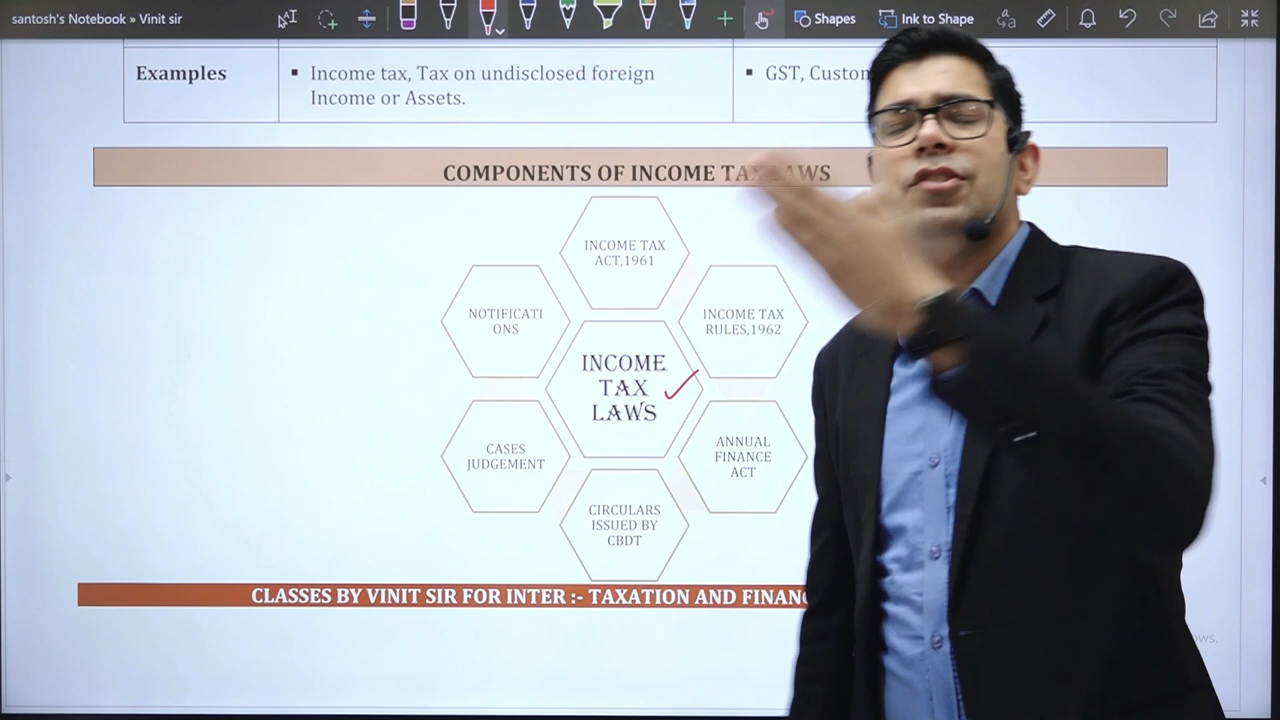 santosh's Notebook » Vinit sir
Shapes
Ink to Shape
Examples
▪ Income tax, Tax on undisclosed foreign
Income or Assets.
▪ GST, Custom
COMPONENTS OF INCOME TAX LAWS
INCOME TAX
ACT,1961
NOTIFICATI
ONS
INCOME TAX
RULES,1962
INCOME
TAX
LAWS
CASES
JUDGEMENT
ANNUAL
FINANCE
ACT
CIRCULARS
ISSUED BY
CBDT
CLASSES BY VINIT SIR FOR INTER :- TAXATION AND